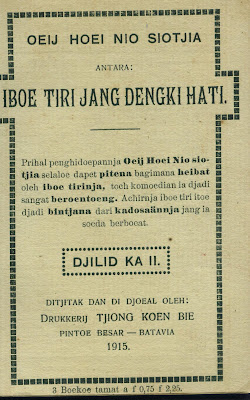 OEIJ HOEI NIO SIOTJIA
ANTARA:
IBOE TIRI JANG DENGKI HATI.
Prihal penghidoepannja Oeij Hoei Nio sio-
tjia selaloe dapet pitena bagimana heibat
oleh iboe tirinja, toch komoedian Ia djadi
sangat beroentoeng. Achirnja iboe tiri itoe
djadi bintjana dari kadosaännja jang ia
soeda berboeat.
DJILID KA II.
DITJITAK DAN DI DJOEAL OLEH:
DRUKKERIJ TJIONG KOEN BIE
PINTOE BESAR — BATAVIA
1915.
3 Boekoe tamat a f 0,75 f 2,25.